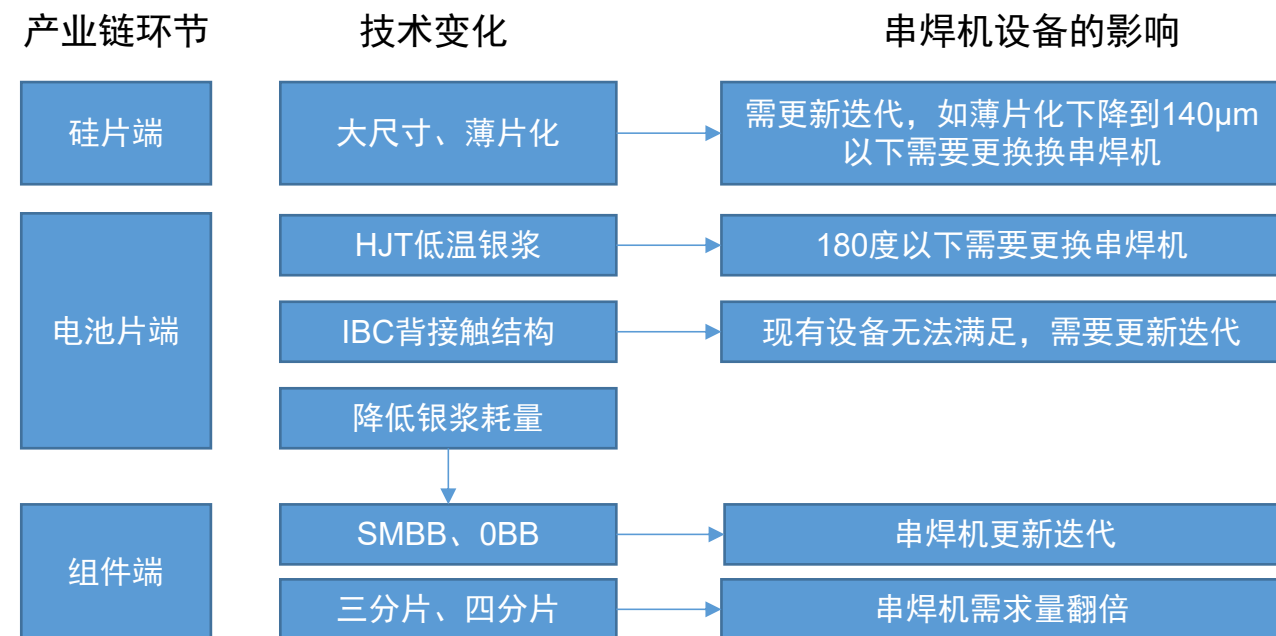 产业链环节 技术变化 串焊机设备的影响
硅片端 大尺寸、薄片化 需更新迭代，如薄片化下降到140μm
以下需要更换换串焊机
电池片端
HJT低温银浆 180度以下需要更换串焊机
IBC背接触结构 现有设备无法满足，需要更新迭代
降低银浆耗量
组件端
SMBB、0BB 串焊机更新迭代
三分片、四分片 串焊机需求量翻倍